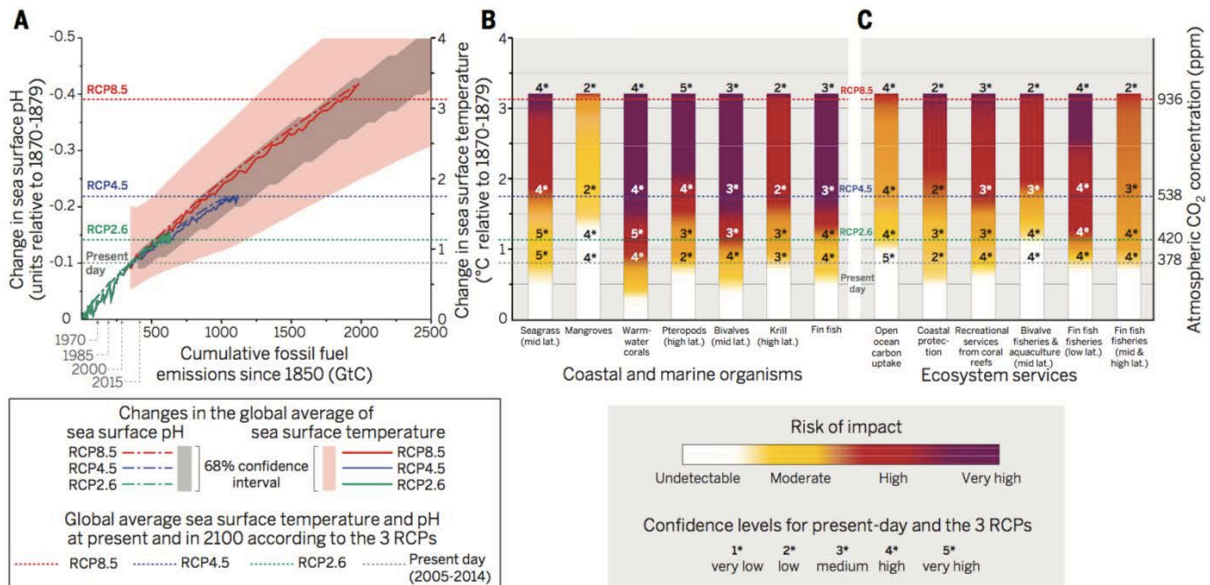 A
Change in sea surface pH
(units relative to 1870-1879)
-0.5
-0.4
-0.3
-0.2
-0.1
0
RCP8.5
RCP4.5
RCP2.6
Present
day
1970
1985
2000
2015
500
1000
1500
2000
2500
Cumulative fossil fuel
emissions since 1850 (GtC)
4
3
2
1
0
Change in sea surface temperature
(°C relative to 1870-1879)
B
4
3
2
1
0
4* 2* 4* 5* 3* 2* 3*
4* 2* 4* 4* 3* 2* 3*
5* 4* 5* 3* 3* 3* 4*
5* 4* 4* 2* 4* 3* 4*
Seagrass
(mid lat.)
Mangroves
Warm-
water
corals
Pteropods
(high lat.)
Bivalves
(mid lat.)
Krill
(high lat.)
Fin fish
Coastal and marine organisms
RCP8.5
RCP4.5
RCP2.6
Present
day
C
4* 2* 3* 2* 4* 2*
4* 2* 3* 3* 4* 3*
4* 3* 3* 4* 4* 4*
5* 2* 4* 4* 4* 4*
Open
ocean
carbon
uptake
Coastal
protec-
tion
Recreational
services
from coral
reefs
Bivalve
fisheries &
aquaculture
(mid lat.)
Fin fish
fisheries
(low lat.)
Fin fish
fisheries
(mid &
high lat.)
Ecosystem services
936
538
420
378
Atmospheric CO2 concentration (ppm)
Changes in the global average of
sea surface pH sea surface temperature
RCP8.5
RCP4.5
RCP2.6
68% confidence
interval
RCP8.5
RCP4.5
RCP2.6
Global average sea surface temperature and pH
at present and in 2100 according to the 3 RCPs
RCP8.5 RCP4.5 RCP2.6 Present day
(2005-2014)
Risk of impact
Undetectable Moderate High Very high
Confidence levels for present-day and the 3 RCPs
1* 2* 3* 4* 5*
very low low medium high very high